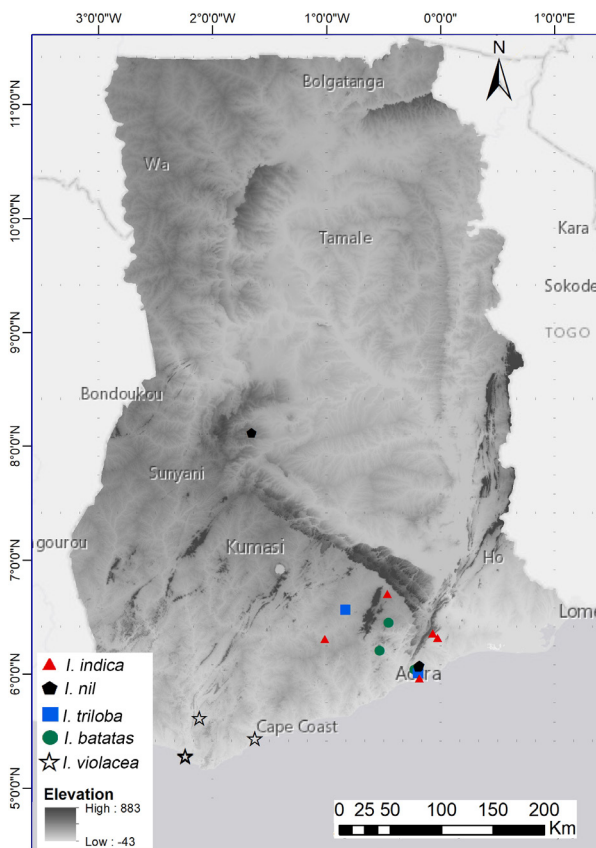 3°0'0"W 2°0'0"W 1°0'0"W 0°0'0" 1°0'0"E
N
Bolgatanga
11°0'0"N
Wa
10°0'0"N
Tamale
Kara
Sokode
9°0'0"N
TOGO
Bondoukou
8°0'0"N
Sunyani
gourou
Kumasi
7°0'0"N
Ho
Lome
I. indica
6°0'0"N
Accra
I. nil
I. triloba
I. batatas
Cape Coast
I. violacea
5°0'0"N
Elevation
High : 883
Low : -43
0 25 50 100 150 200
Km